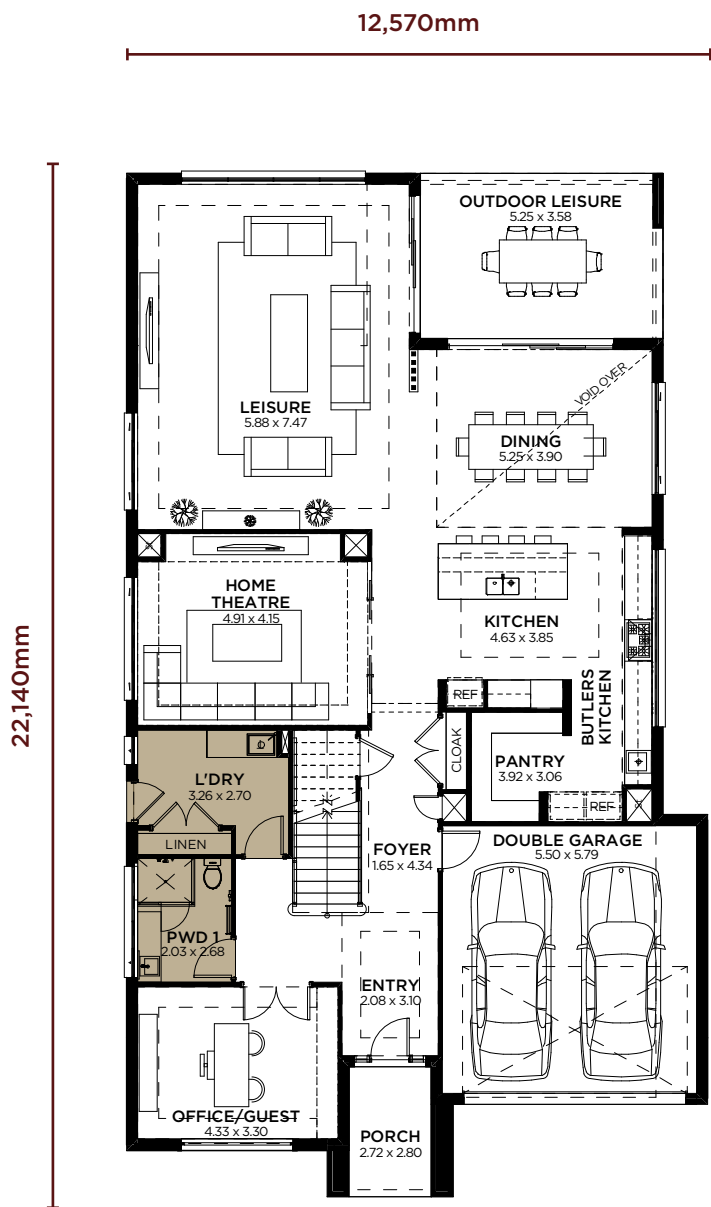 12,570mm
22,140mm
OUTDOOR LEISURE
5.25 x 3.58
LEISURE
5.88 x 7.47
VOID OVER
DINING
5.25 x 3.90
HOME
THEATRE
4.91 x 4.15
KITCHEN
4.63 x 3.85
BUTLERS
KITCHEN
REF
CLOAK
PANTRY
3.92 x 3.06
REF
L'DRY
3.26 x 2.70
LINEN
FOYER
1.65 x 4.34
DOUBLE GARAGE
5.50 x 5.79
PWD 1
2.03 x 2.68
ENTRY
2.08 x 3.10
OFFICE/GUEST
4.33 x 3.30
PORCH
2.72 x 2.80